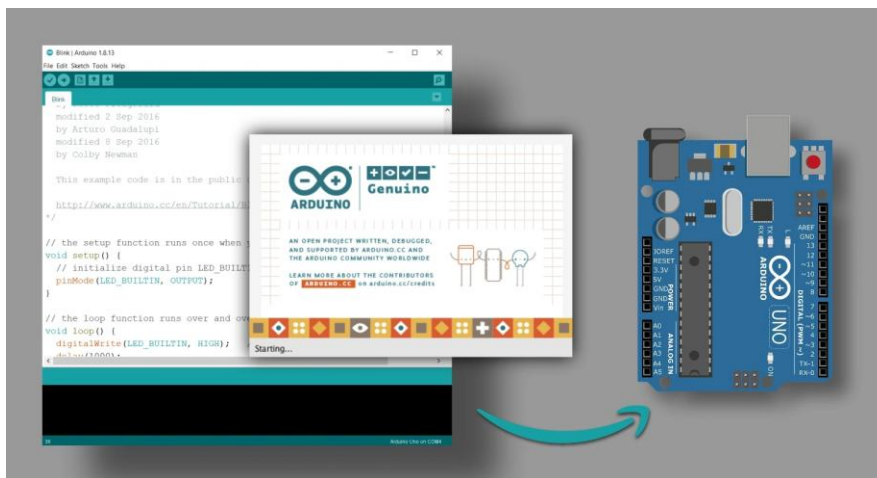 Blink | Arduino 1.8.13
File Edit Sketch Tools Help
Blink
modified 2 Sep 2016
by Arturo Guadalupi
modified 8 Sep 2016
by Colby Newman
This example code is in the public
http://www.arduino.cc/en/Tutorial/
*/
// the setup function runs once when
void setup() {
// initialize digital pin LED_BUILT
pinMode(LED_BUILTIN, OUTPUT);
}
// the loop function runs over and ove
void loop() {
digitalWrite(LED_BUILTIN, HIGH);
delay(1000);
Arduino Uno on COM4
ARDUINO
Genuino
™
AN OPEN PROJECT WRITTEN, DEBUGGED,
AND SUPPORTED BY ARDUINO.CC AND
THE ARDUINO COMMUNITY WORLDWIDE
LEARN MORE ABOUT THE CONTRIBUTORS
OF ARDUINO.CC on arduino.cc/credits
Starting...
IOREF
RESET
3.3V
5V
GND
GND
Vin
POWER
A0
A1
A2
A3
A4
A5
ANALOG IN
RX
TX
L
ARDUINO
UNO
ON
AREF
GND
13
12
~11
~10
~9
8
7
~6
~5
4
~3
2
TX-1
RX-0
DIGITAL (PWM ~)